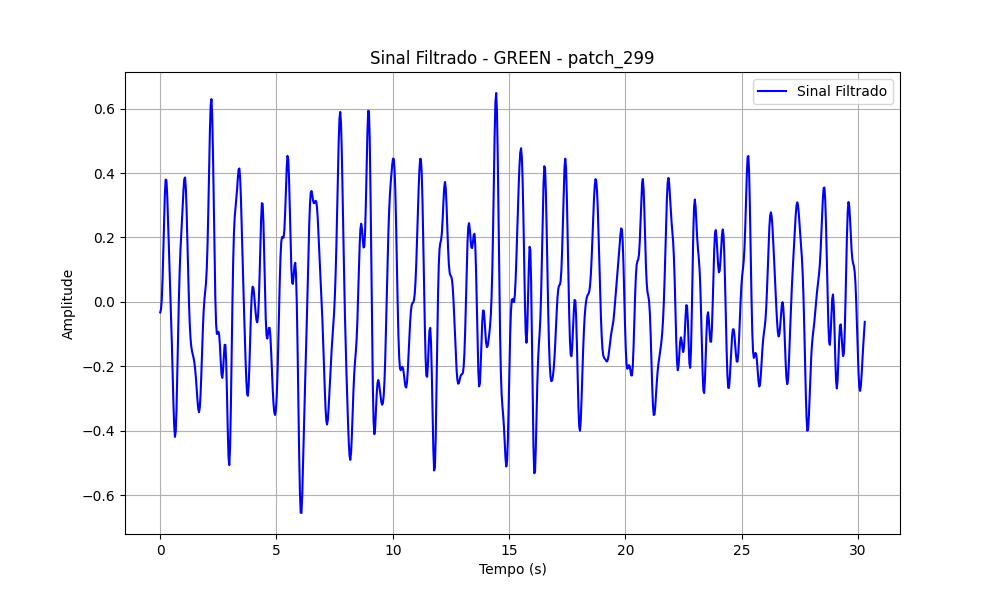 Sinal Filtrado - GREEN - patch_299
Sinal Filtrado
0.6
0.4
0.2
0.0
−0.2
−0.4
−0.6
Amplitude
0 5 10 15 20 25 30
Tempo (s)